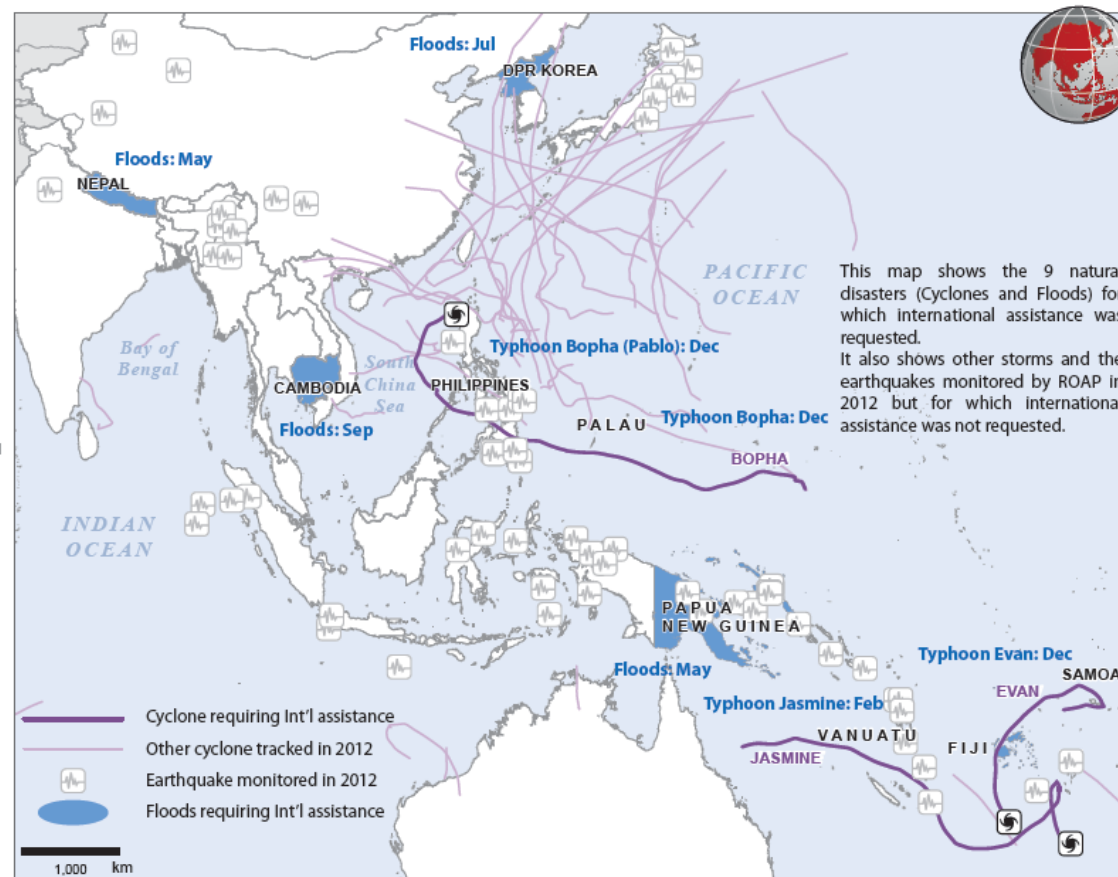 Floods: Jul
DPR KOREA
Floods: May
NEPAL
PACIFIC
OCEAN
This map shows the 9 natura
disasters (Cyclones and Floods) for
which international assistance was
requested.
It also shows other storms and the
earthquakes monitored by ROAP in
2012 but for which internationa
assistance was not requested.
Bay of
Bengal
South
China
Sea
Typhoon Bopha (Pablo): Dec
PHILIPPINES
CAMBODIA
Floods: Sep
Typhoon Bopha: Dec
PALAU
BOPHA
INDIAN
OCEAN
PAPUA
NEW GUINEA
Floods: May
Typhoon Evan: Dec
SAMOA
EVAN
Typhoon Jasmine: Feb
VANUATU
FIJI
JASMINE
Cyclone requiring Int'l assistance
Other cyclone tracked in 2012
Earthquake monitored in 2012
Floods requiring Int'l assistance
1,000 km